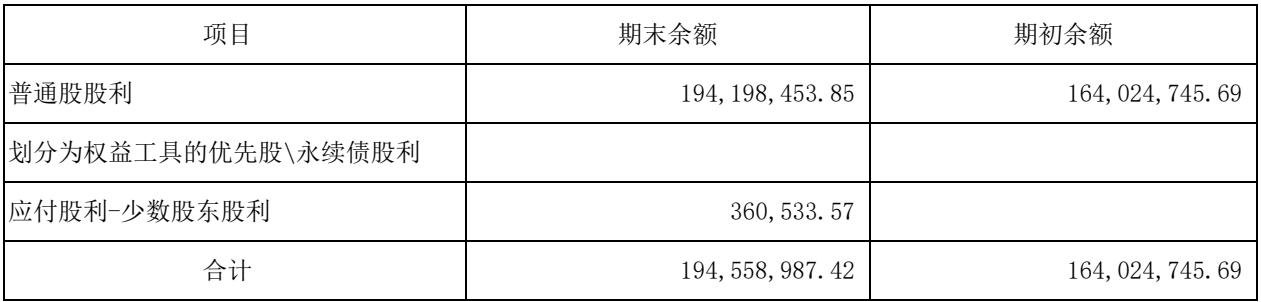 项目 期末余额 期初余额
普通股股利 194,198,453.85 164,024,745.69
划分为权益工具的优先股\永续债股利
应付股利-少数股东股利 360,533.57
合计 194,558,987.42 164,024,745.69